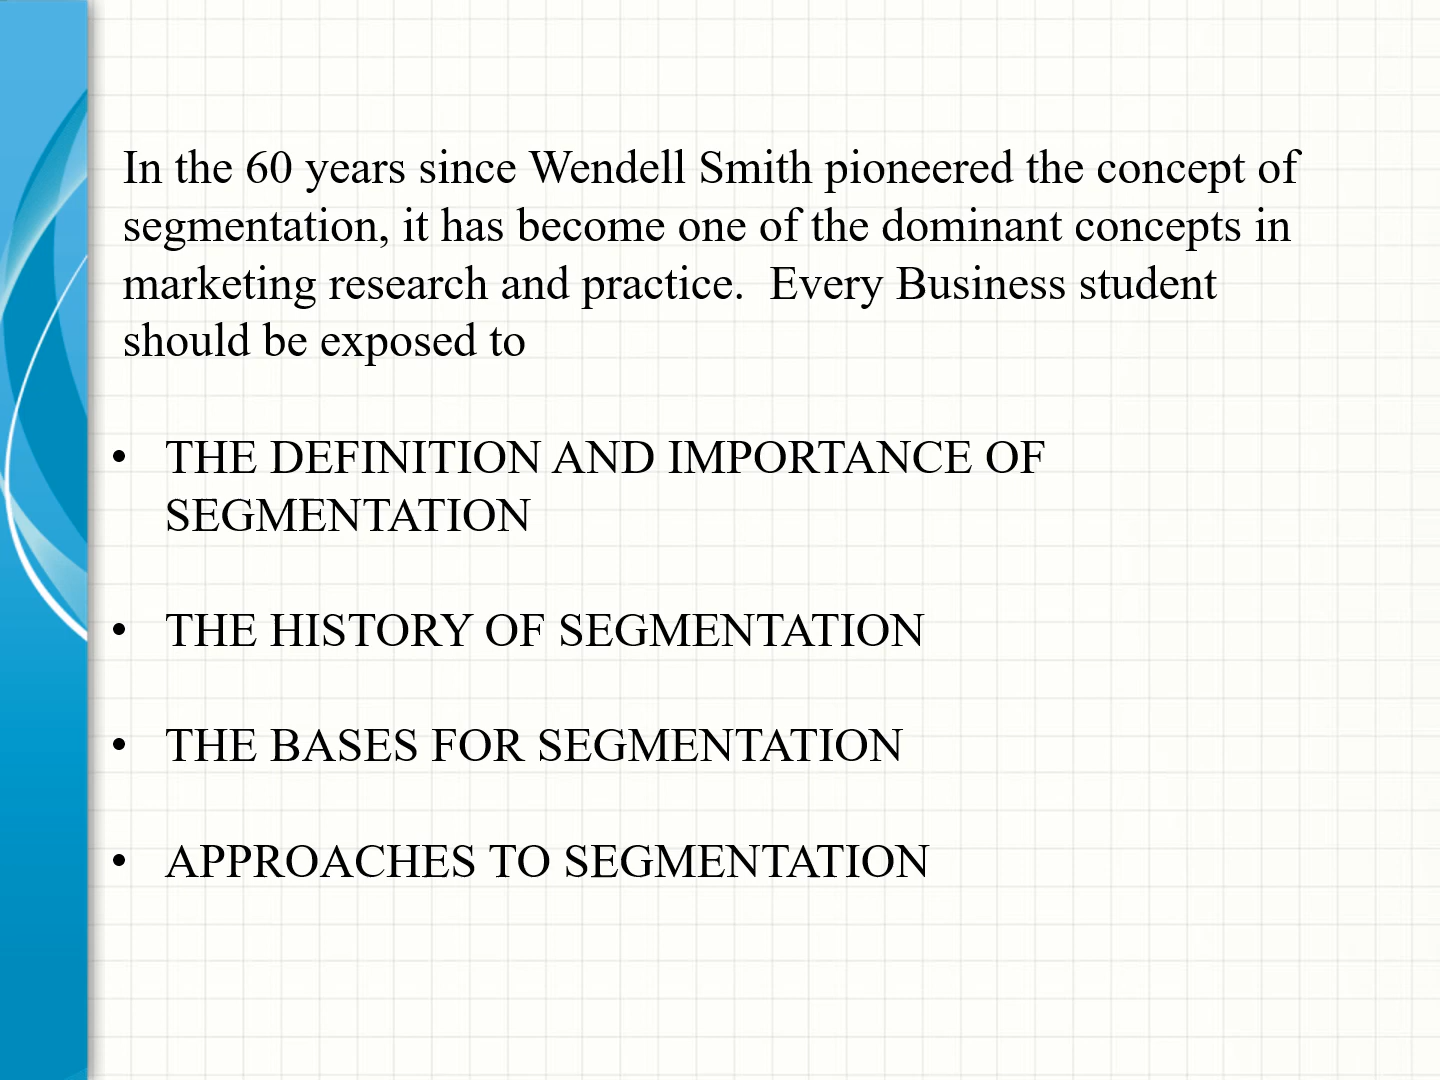 In the 60 years since Wendell Smith pioneered the concept of
segmentation, it has become one of the dominant concepts in
marketing research and practice.  Every Business student
should be exposed to
• THE DEFINITION AND IMPORTANCE OF
SEGMENTATION
• THE HISTORY OF SEGMENTATION
• THE BASES FOR SEGMENTATION
• APPROACHES TO SEGMENTATION